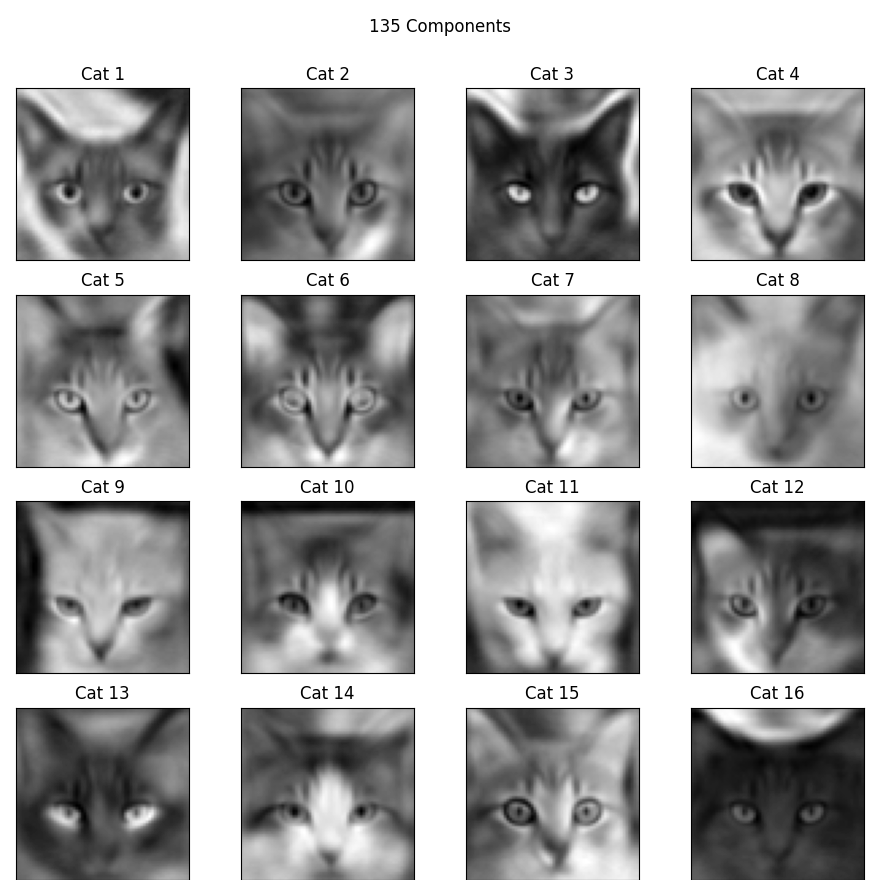 135 Components
Cat 1 Cat 2 Cat 3 Cat 4
Cat 5 Cat 6 Cat 7 Cat 8
Cat 9 Cat 10 Cat 11 Cat 12
Cat 13 Cat 14 Cat 15 Cat 16